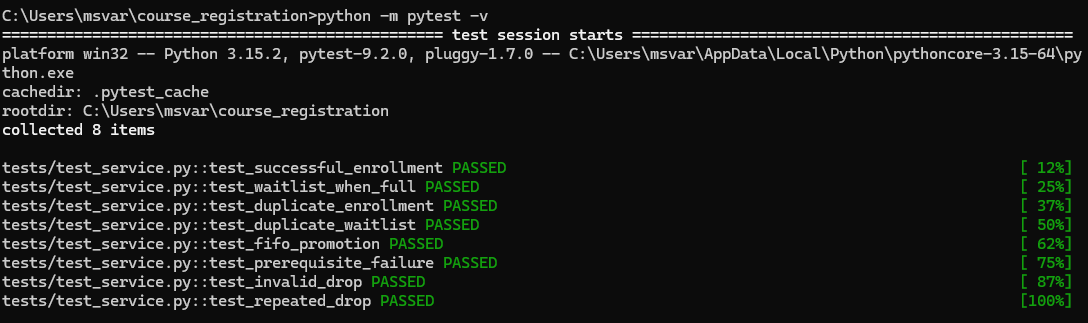 C:\Users\msvar\course_registration>python -m pytest -v
================================================= test session starts =================================================
platform win32 -- Python 3.15.2, pytest-9.2.0, pluggy-1.7.0 -- C:\Users\msvar\AppData\Local\Python\pythoncore-3.15-64\py
thon.exe
cachedir: .pytest_cache
rootdir: C:\Users\msvar\course_registration
collected 8 items

tests/test_service.py::test_successful_enrollment PASSED                                                         [ 12%]
tests/test_service.py::test_waitlist_when_full PASSED                                                            [ 25%]
tests/test_service.py::test_duplicate_enrollment PASSED                                                          [ 37%]
tests/test_service.py::test_duplicate_waitlist PASSED                                                            [ 50%]
tests/test_service.py::test_fifo_promotion PASSED                                                                [ 62%]
tests/test_service.py::test_prerequisite_failure PASSED                                                          [ 75%]
tests/test_service.py::test_invalid_drop PASSED                                                                  [ 87%]
tests/test_service.py::test_repeated_drop PASSED                                                                 [100%]